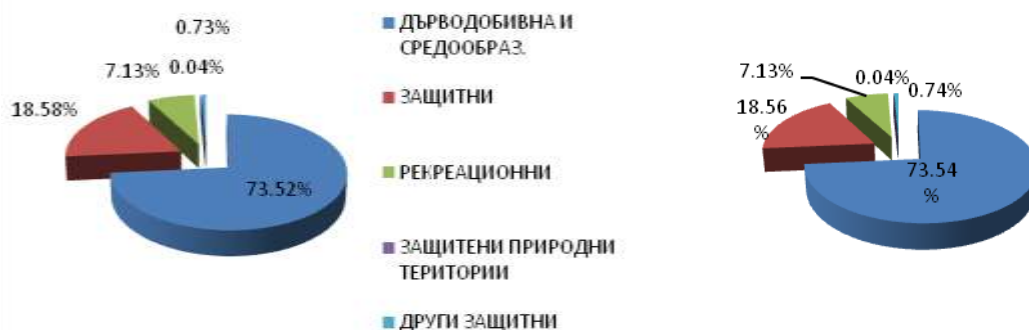 0.73%
7.13%
0.04%
18.58%
73.52%
ДЪРВОДОБИВНА И
СРЕДООБРАЗ.
ЗАЩИТНИ
РЕКРЕАЦИОННИ
ЗАЩИТЕНИ ПРИРОДНИ
ТЕРИТОРИИ
ДРУГИ ЗАЩИТНИ
7.13%
0.04%
0.74%
18.56
%
73.54
%